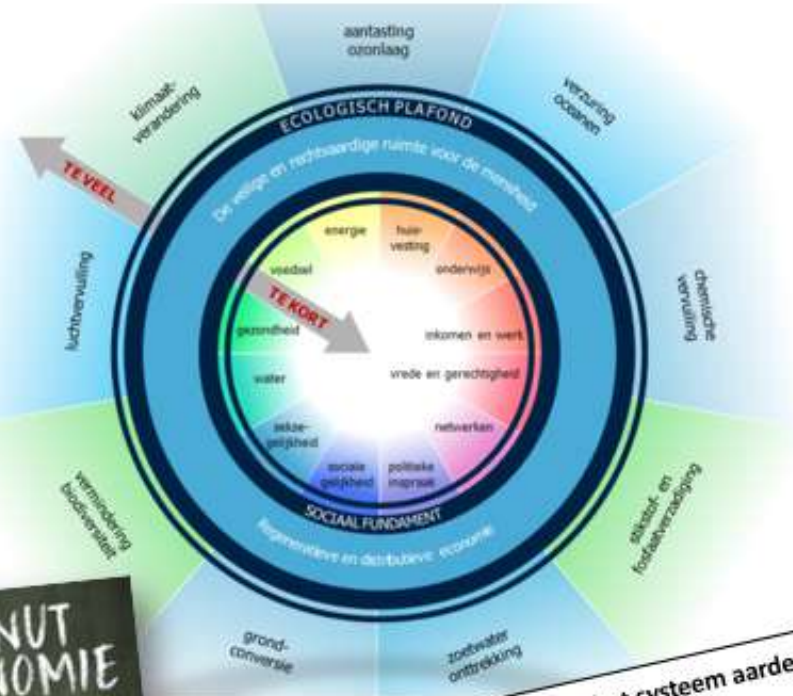 aantasting
ozonlaag
klimaat-
verandering
verzuring
oceanen
ECOLOGISCH PLAFOND
De veilige en rechtvaardige ruimte voor de mensheid
TE VEEL
energie
huis-
vesting
voedsel
onderwijs
TE KORT
luchtvervuiling
chemische
vervuiling
gezondheid
inkomen en werk
water
vrede en gerechtigheid
sekse-
gelijkheid
netwerken
sociale
gelijkheid
politieke
inspraak
SOCIAAL FUNDAMENT
Regeneratieve en distributieve economie
vermindering
biodiversiteit
stikstof- en
fosfaatverzadiging
grond-
conversie
zoetwater
onttrekking
NUT
NOMIE
systeem aarde